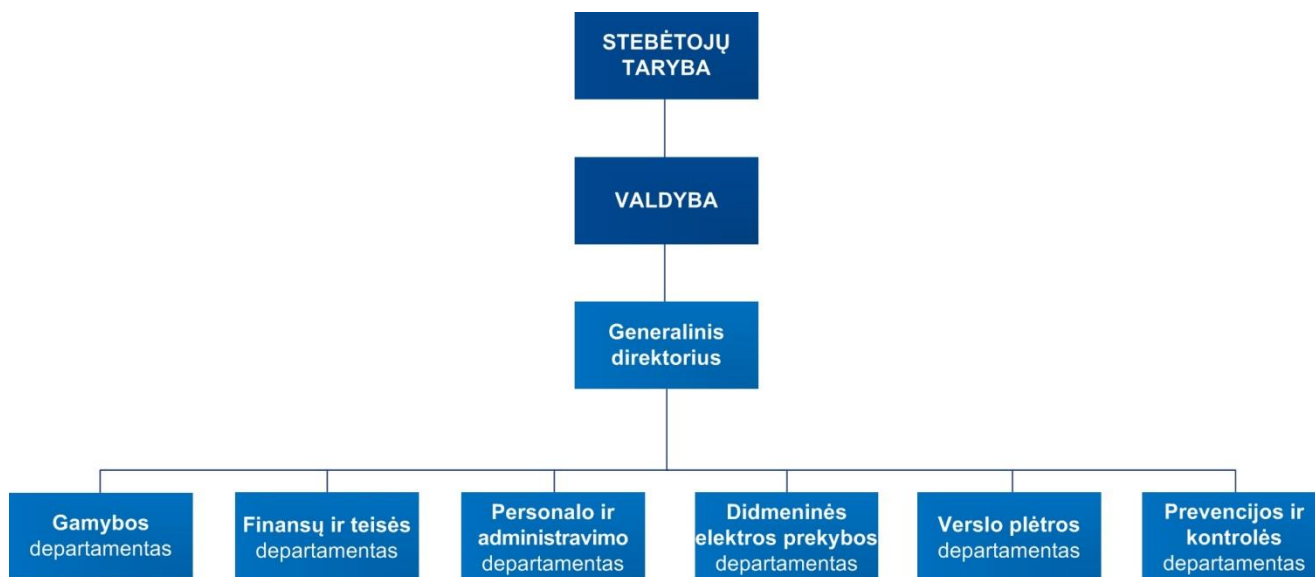 STEBĖTOJŲ
TARYBA
VALDYBA
Generalinis
direktorius
Gamybos
departamentas
Finansų ir teisės
departamentas
Personalo ir
administravimo
departamentas
Didmeninės
elektros prekybos
departamentas
Verslo plėtros
departamentas
Prevencijos ir
kontrolės
departamentas